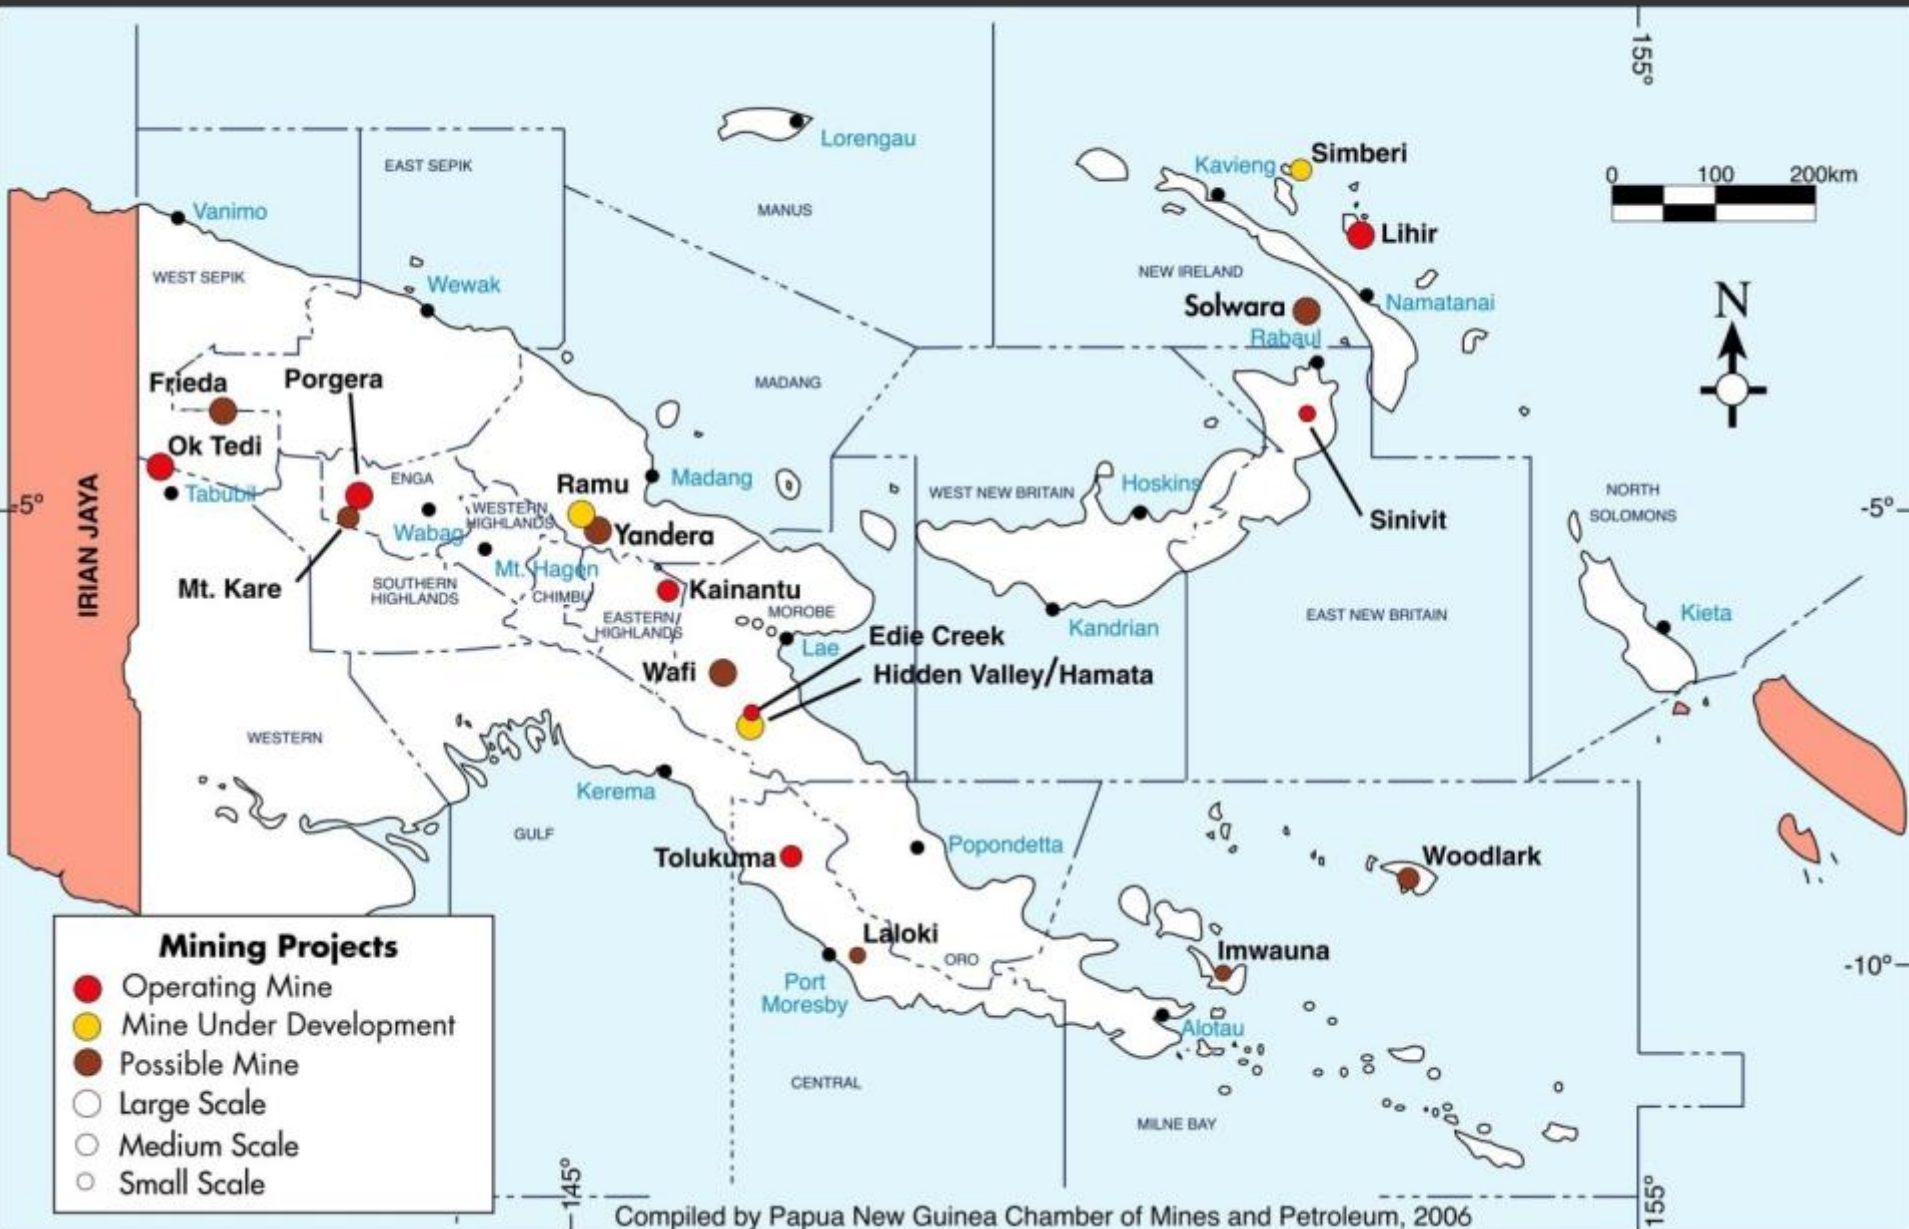 155°
Lorengau
EAST SEPIK
Simberi
Kavieng
0 100 200km
Vanimo
MANUS
Lihir
WEST SEPIK
NEW IRELAND
N
Wewak
Solwara
Namatanai
Rabaul
Frieda
Porgera
MADANG
Ok Tedi
ENGA
Ramu
Madang
Tabubil
WESTERN
HIGHLANDS
WEST NEW BRITAIN
Hoskins
NORTH
SOLOMONS
-5°
-5°
Sinivit
IRIAN JAYA
Wabag
Yandera
Mt. Hagen
Mt. Kare
SOUTHERN
HIGHLANDS
CHIMBU
Kainantu
MOROBE
EASTERN
HIGHLANDS
Kandrian
EAST NEW BRITAIN
Kieta
Edie Creek
Lae
Wafi
Hidden Valley/Hamata
WESTERN
Kerema
GULF
Popondetta
Tolukuma
Woodlark
Laloki
ORO
Imwauna
-10°
Port
Moresby
Alotau
CENTRAL
MILNE BAY
Mining Projects
Operating Mine
Mine Under Development
Possible Mine
Large Scale
Medium Scale
Small Scale
145°
155°
Compiled by Papua New Guinea Chamber of Mines and Petroleum, 2006